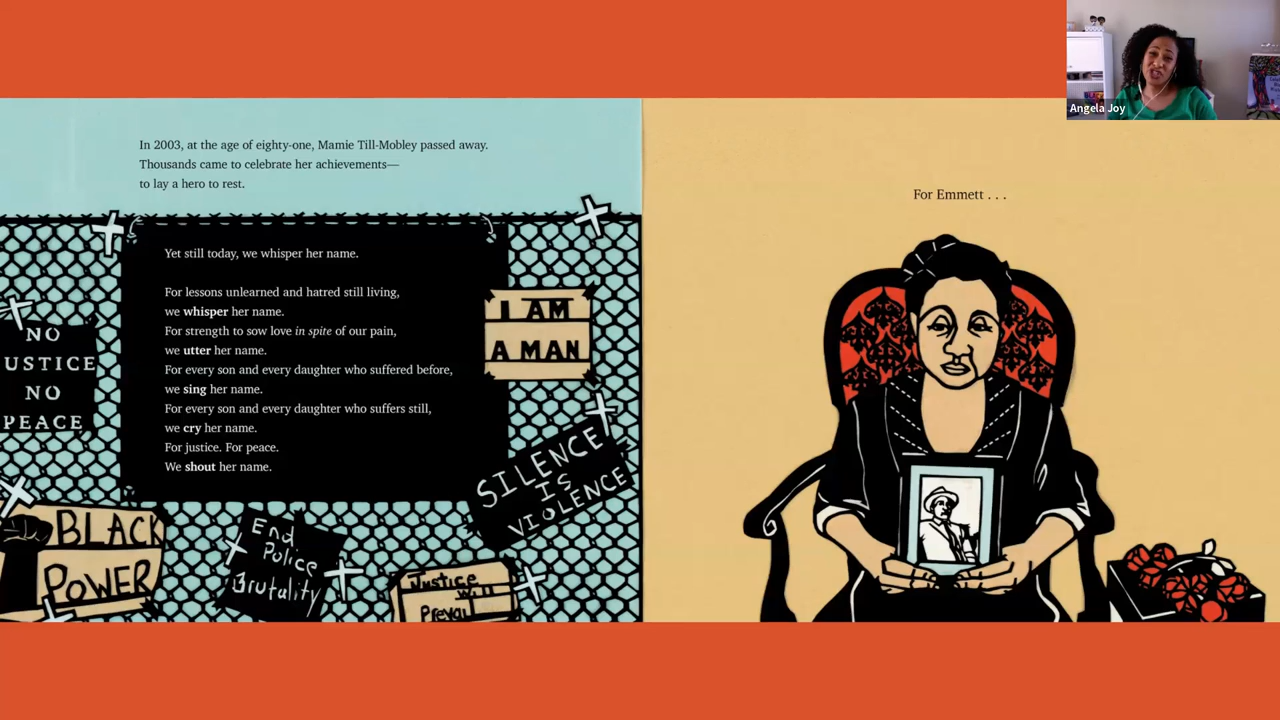 Angela Joy
In 2003, at the age of eighty-one, Mamie Till-Mobley passed away.
Thousands came to celebrate her achievements—
to lay a hero to rest.
Yet still today, we whisper her name.
For lessons unlearned and hatred still living,
we whisper her name.
For strength to sow love in spite of our pain,
we utter her name.
For every son and every daughter who suffered before,
we sing her name.
For every son and every daughter who suffers still,
we cry her name.
For justice. For peace.
We shout her name.
NO
USTICE
NO
PEACE
I AM
A MAN
SILENCE
IS
VIOLENCE
BLACK
POWER
End
Police
Brutality
Justice
Will
Prevai
For Emmett . . .